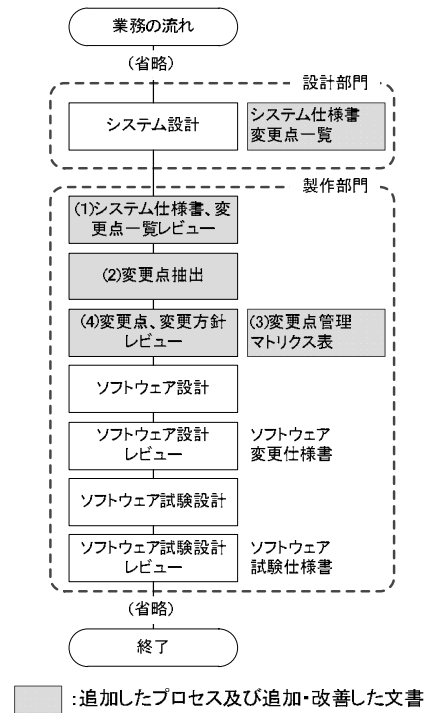 業務の流れ
(省略)
設計部門
システム設計
システム仕様書
変更点一覧
製作部門
(1)システム仕様書、変
更点一覧レビュー
(2)変更点抽出
(4)変更点、変更方針
レビュー
(3)変更点管理
マトリクス表
ソフトウェア設計
ソフトウェア設計
レビュー
ソフトウェア
変更仕様書
ソフトウェア試験設計
ソフトウェア試験設計
レビュー
ソフトウェア
試験仕様書
(省略)
終了
:追加したプロセス及び追加・改善した文書